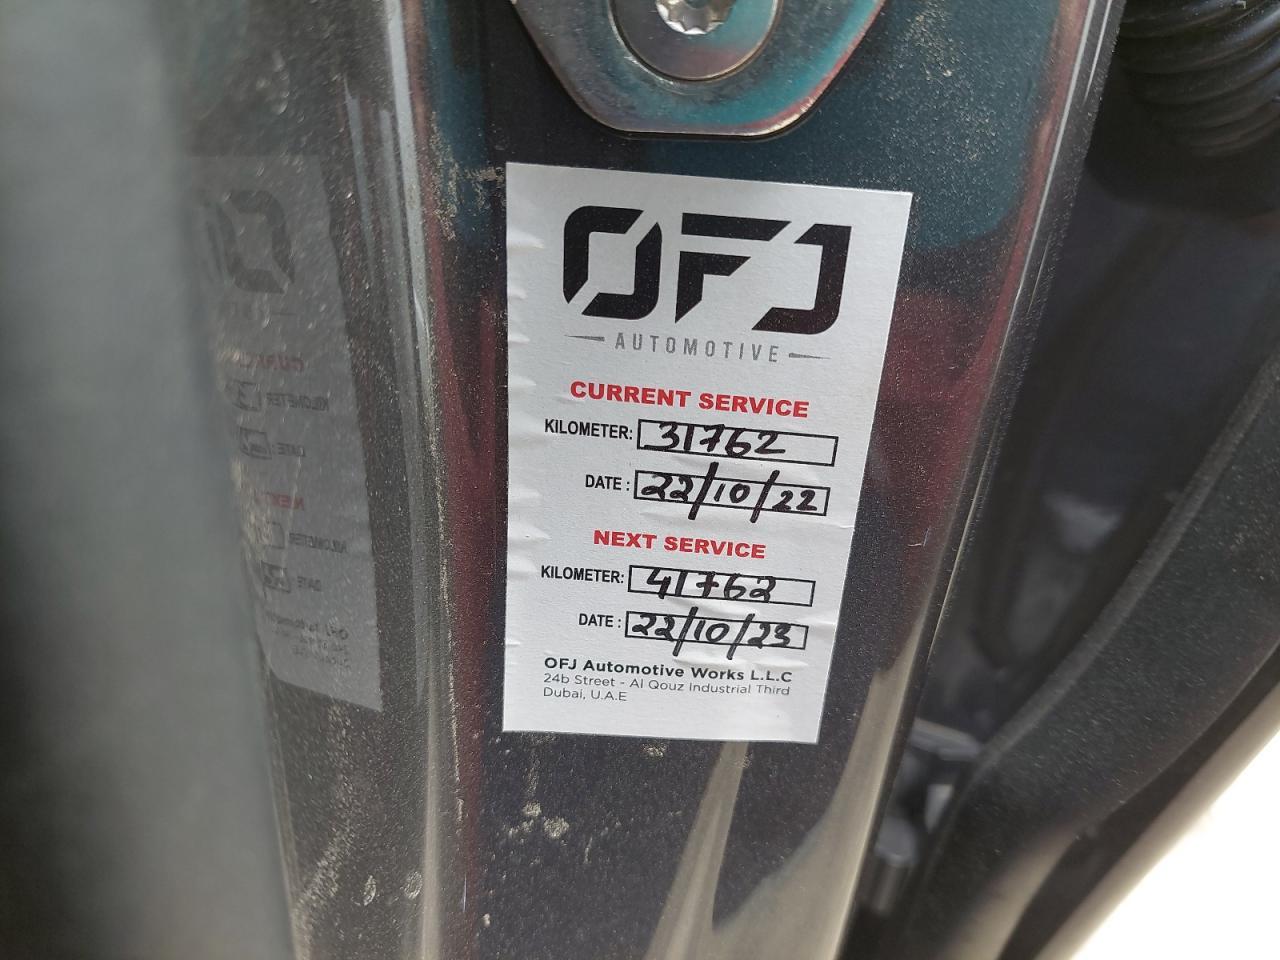 OFJ
AUTOMOTIVE
CURRENT SERVICE
KILOMETER: 31762
DATE : 22/10/22
NEXT SERVICE
KILOMETER: 41762
DATE : 22/10/23
OFJ Automotive Works L.L.C
24b Street - Al Qouz Industrial Third
Dubai, U.A.E